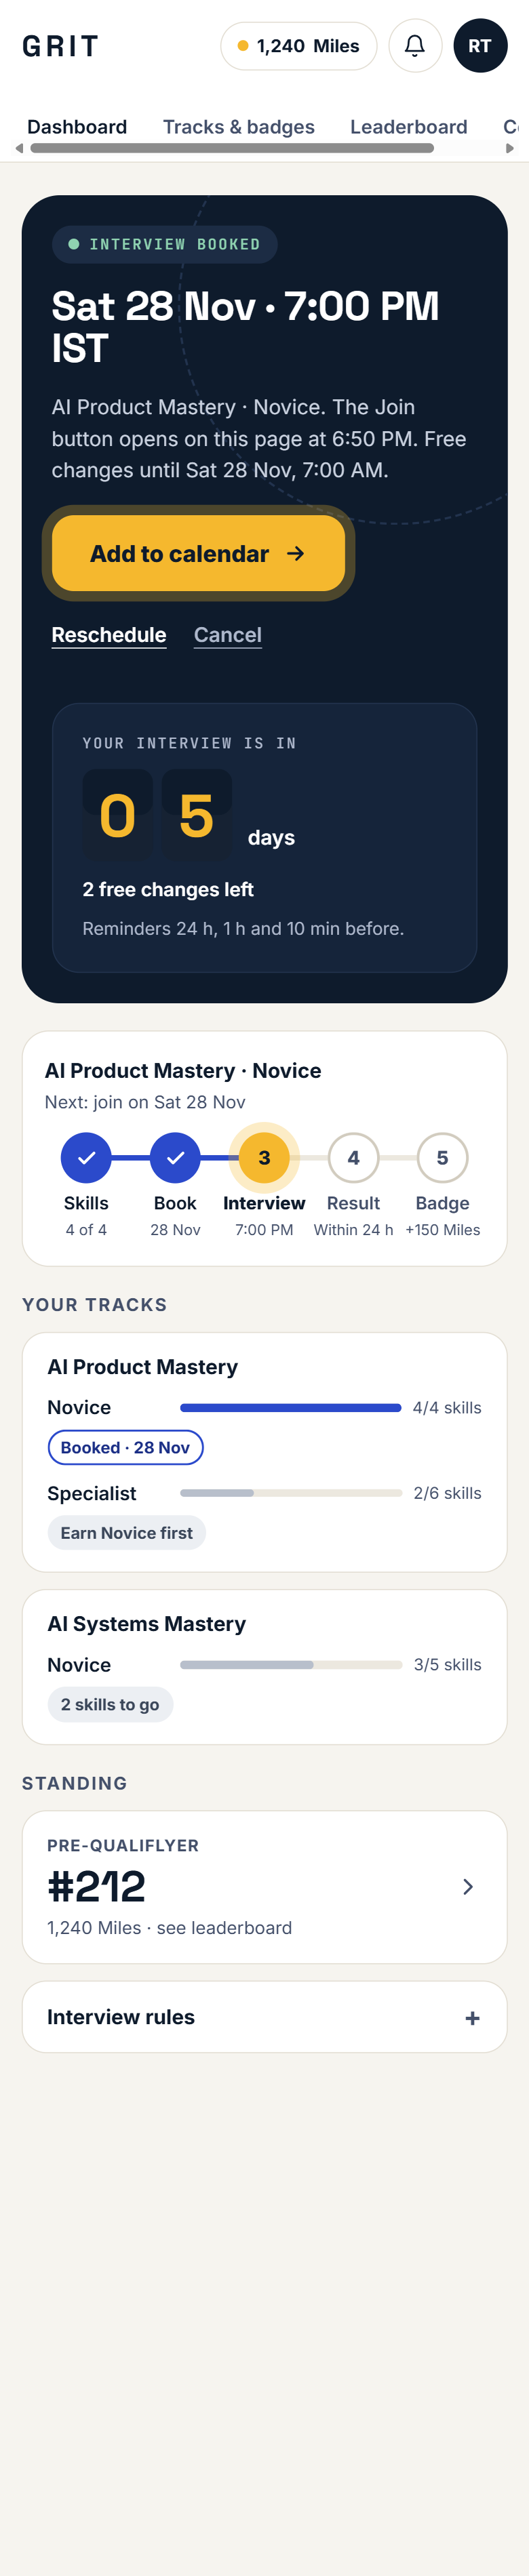 GRIT
1,240 Miles
RT
Dashboard Tracks & badges Leaderboard
INTERVIEW BOOKED
Sat 28 Nov · 7:00 PM
IST
AI Product Mastery · Novice. The Join
button opens on this page at 6:50 PM. Free
changes until Sat 28 Nov, 7:00 AM.
Add to calendar →
Reschedule Cancel
YOUR INTERVIEW IS IN
05 days
2 free changes left
Reminders 24 h, 1 h and 10 min before.
AI Product Mastery · Novice
Next: join on Sat 28 Nov
3 4 5
Skills Book Interview Result Badge
4 of 4 28 Nov 7:00 PM Within 24 h +150 Miles
YOUR TRACKS
AI Product Mastery
Novice 4/4 skills
Booked · 28 Nov
Specialist 2/6 skills
Earn Novice first
AI Systems Mastery
Novice 3/5 skills
2 skills to go
STANDING
PRE-QUALIFLYER
#212
1,240 Miles · see leaderboard
Interview rules +